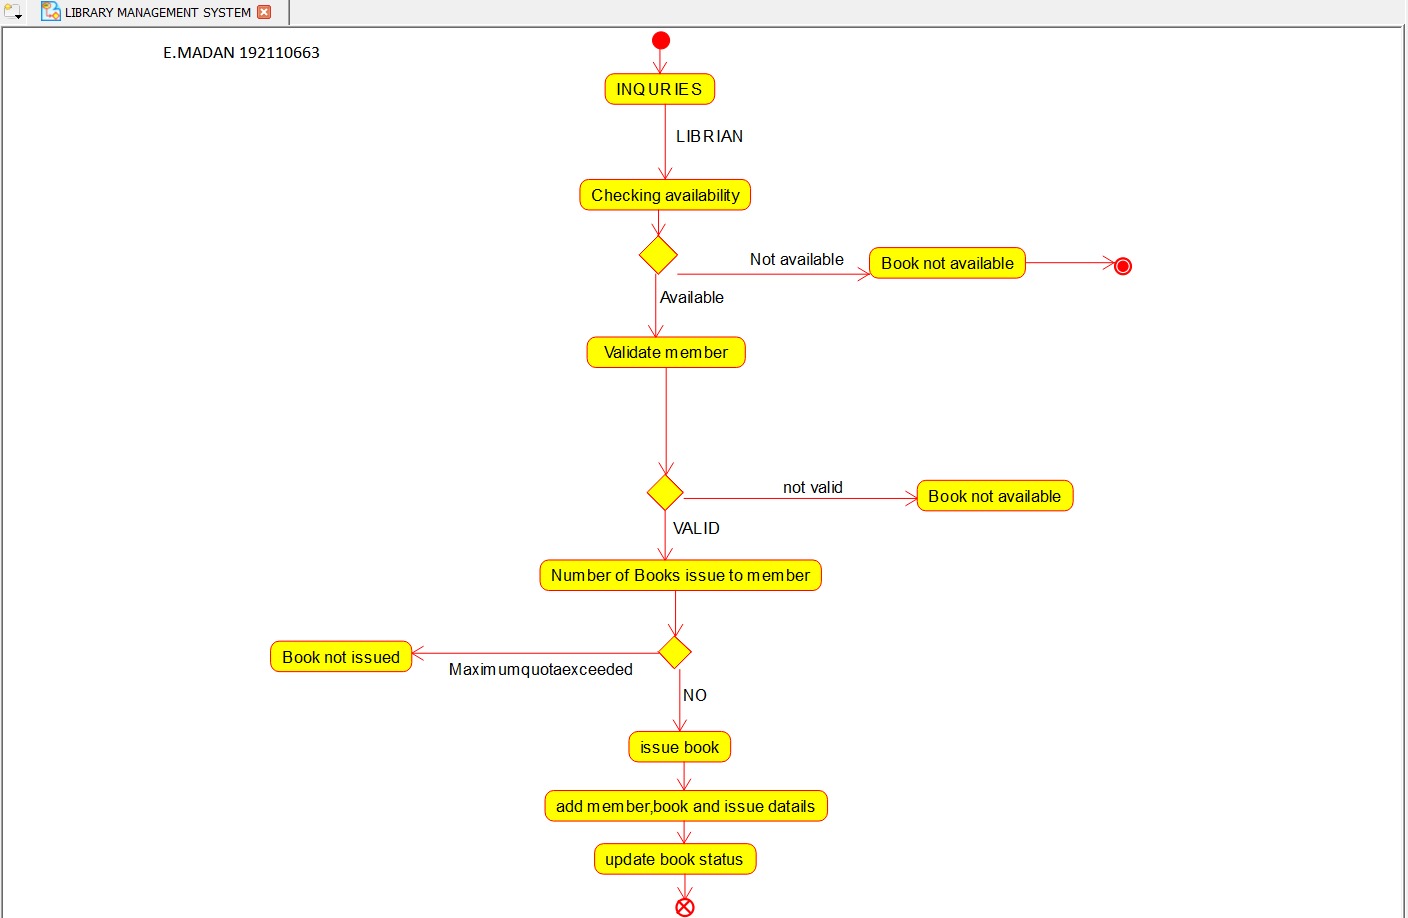 LIBRARY MANAGEMENT SYSTEM
E.MADAN 192110663
INQURIES
LIBRIAN
Checking availability
Not available
Book not available
Available
Validate member
not valid
Book not available
VALID
Number of Books issue to member
Book not issued
Maximumquotaexceeded
NO
issue book
add member,book and issue datails
update book status